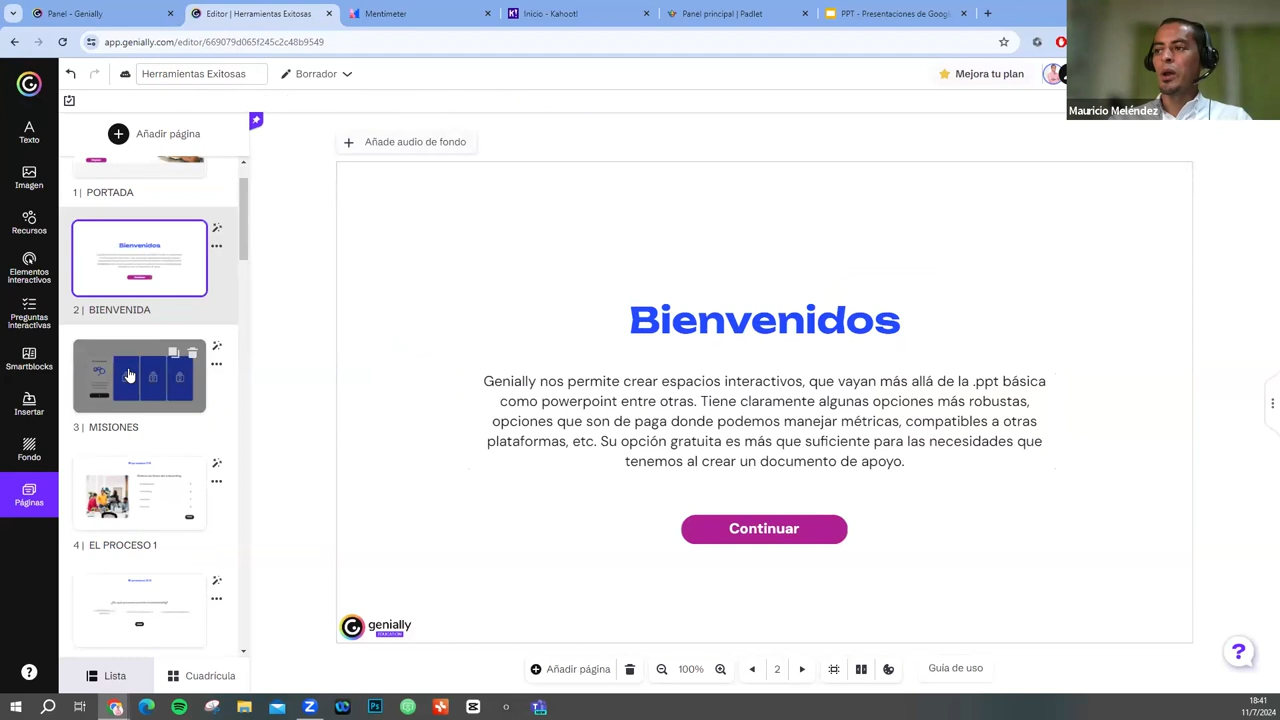 Panel - Genially
Editor | Herramientas Exitosas
Mentimeter
Inicio - Kahoot!
Panel principal | Padlet
PPT - Presentaciones de Googl
app.genially.com/editor/669079d065f245c2c48b9549
Herramientas Exitosas
Borrador
Mejora tu plan
Mauricio Meléndez
Texto
Imagen
Recursos
Elementos
interactivos
Preguntas
interactivas
Smartblocks
Insertar
Fondo
Páginas
Añadir página
1 | PORTADA
Bienvenidos
2 | BIENVENIDA
3 | MISIONES
4 | EL PROCESO 1
Lista
Cuadrícula
Añade audio de fondo
Bienvenidos
Genially nos permite crear espacios interactivos, que vayan más allá de la .ppt básica
como powerpoint entre otras. Tiene claramente algunas opciones más robustas,
opciones que son de paga donde podemos manejar métricas, compatibles a otras
plataformas, etc. Su opción gratuita es más que suficiente para las necesidades que
tenemos al crear un documento de apoyo.
Continuar
genially
EDUCATION
Añadir página
100%
2
Guía de uso
18:41
11/7/2024